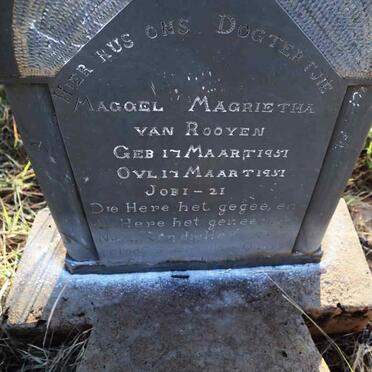 HIER RUS ONS DOGTERTJIE
MAGGEL MAGRIETHA
VAN ROOYEN
GEB 17 MAART 1951
OVL 17 MAART 1951
JOB 1-21
Die Here het gegee, en
Here het geneem